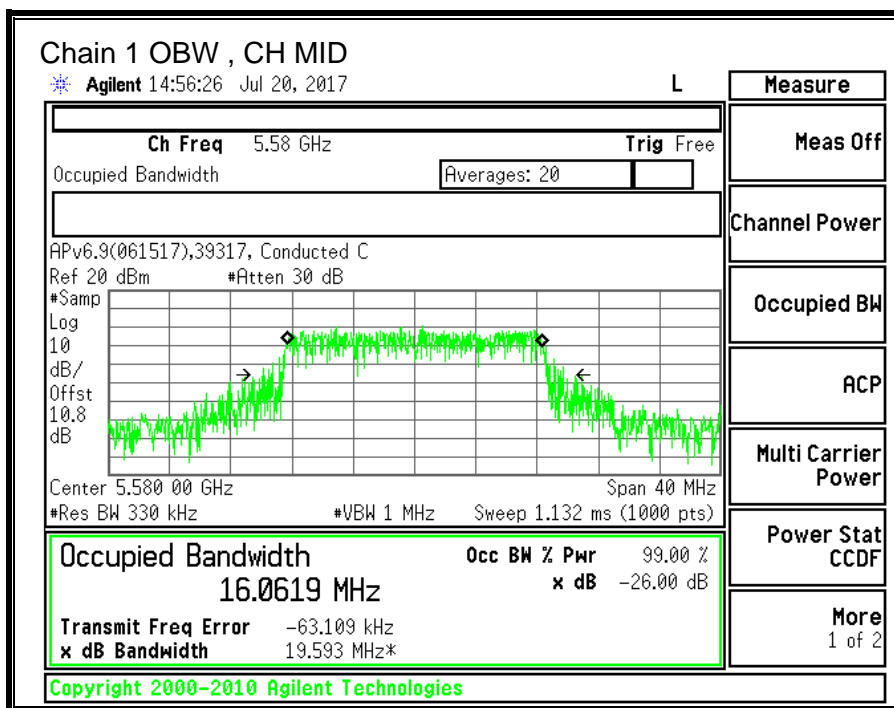 Chain 1 OBW , CH MID
Agilent 14:56:26 Jul 20, 2017 L
Measure
Ch Freq 5.58 GHz Trig Free
Meas Off
Occupied Bandwidth Averages: 20
Channel Power
APv6.9(061517),39317, Conducted C
Ref 20 dBm #Atten 30 dB
#Samp
Log
10
dB/
Offst
10.8
dB
Occupied BW
ACP
Multi Carrier
Power
Center 5.580 00 GHz Span 40 MHz
#Res BW 330 kHz #VBW 1 MHz Sweep 1.132 ms (1000 pts)
Power Stat
CCDF
Occupied Bandwidth Occ BW % Pwr 99.00 %
16.0619 MHz x dB -26.00 dB
Transmit Freq Error -63.109 kHz
x dB Bandwidth 19.593 MHz*
More
1 of 2
Copyright 2000-2010 Agilent Technologies